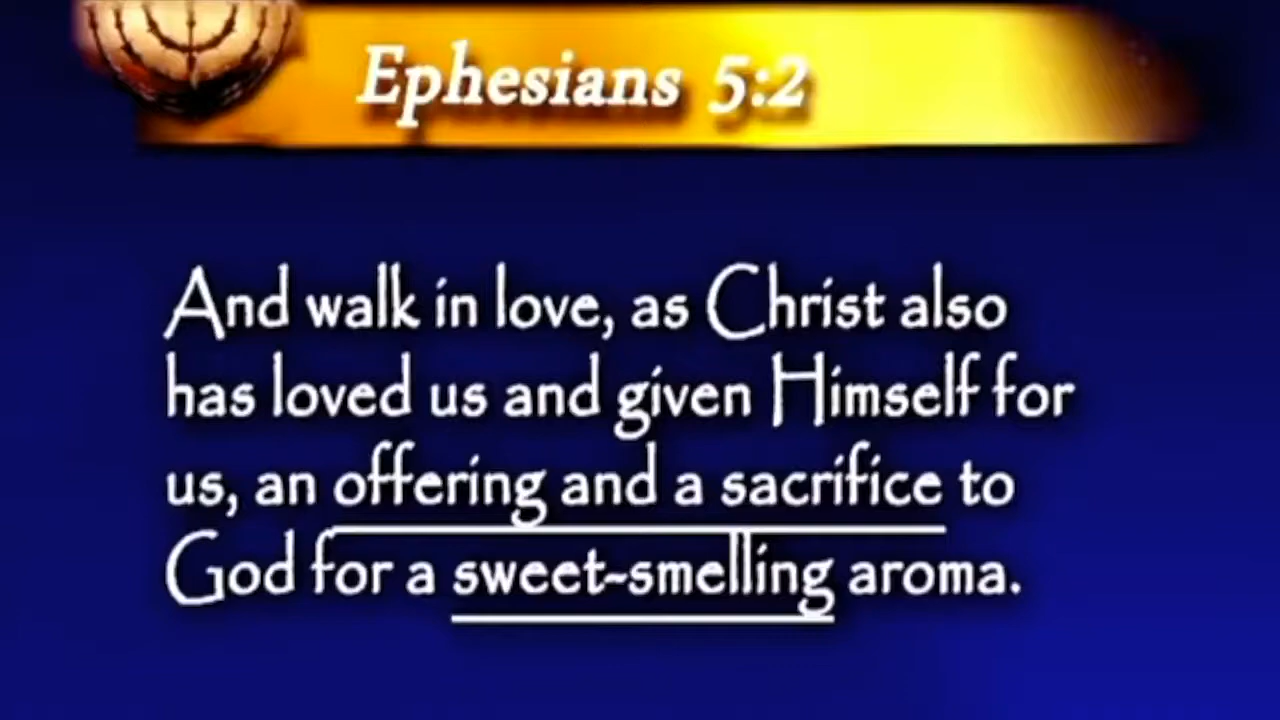 Ephesians 5:2
And walk in love, as Christ also
has loved us and given Himself for
us, an offering and a sacrifice to
God for a sweet-smelling aroma.